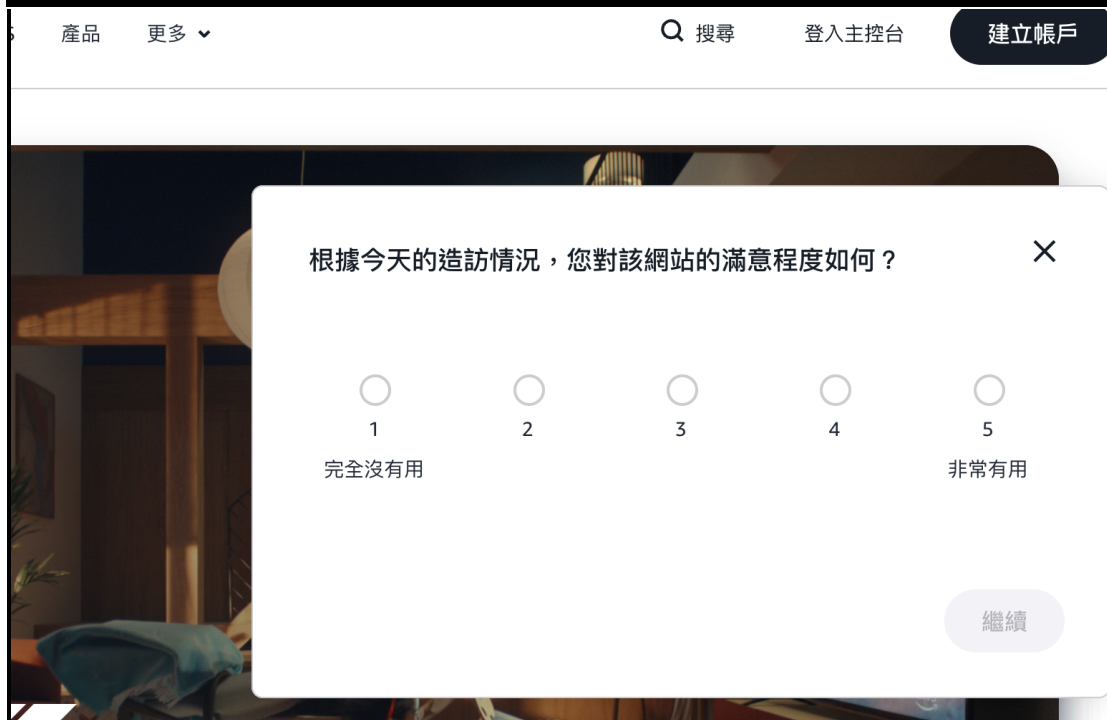 產品 更多 搜尋 登入主控台 建立帳戶
根據今天的造訪情況，您對該網站的滿意程度如何？
1 2 3 4 5
完全沒有用 非常有用
繼續